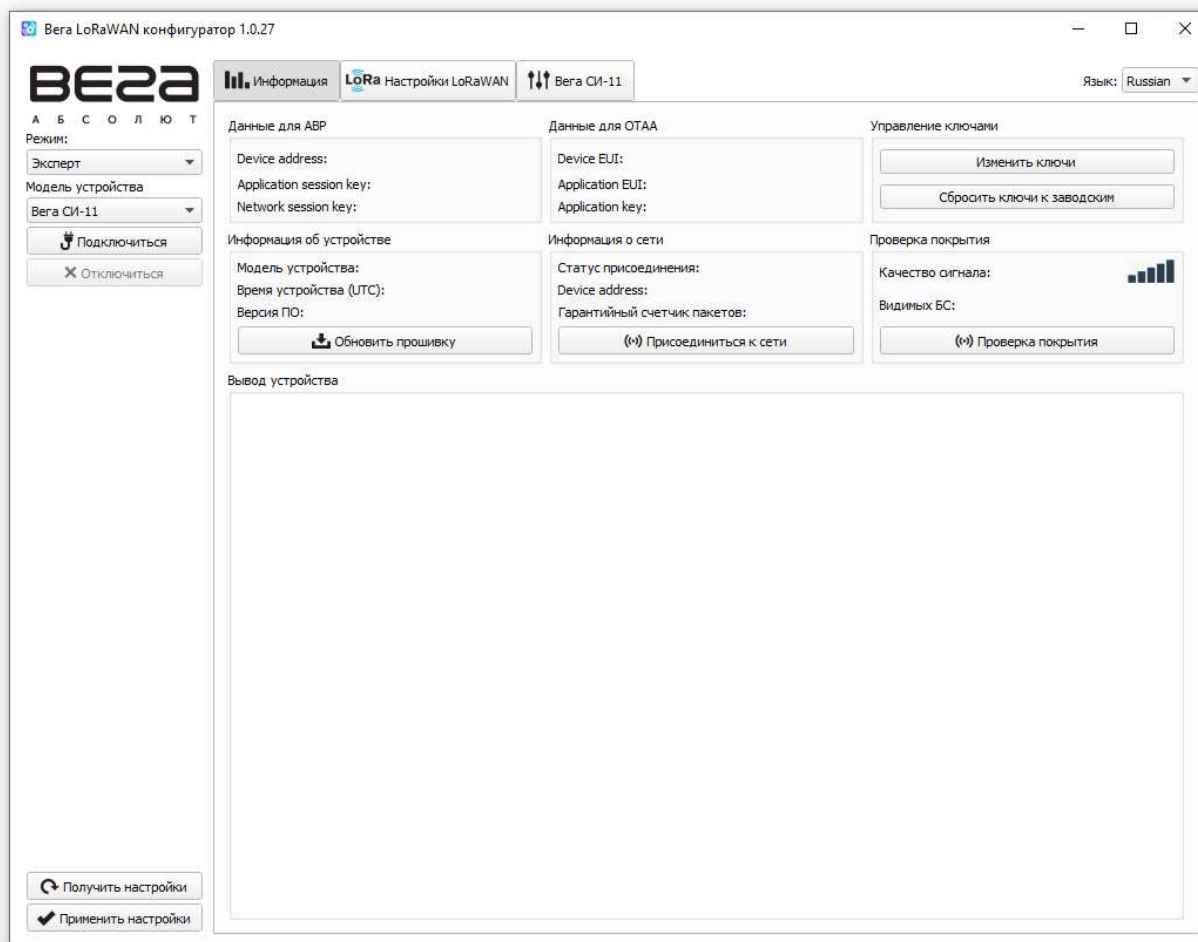 Вега LoRaWAN конфигуратор 1.0.27
ВЕГА
АБСОЛЮТ
Режим:
Эксперт
Модель устройства
Вега СИ-11
Подключиться
Отключиться
Получить настройки
Применить настройки
Информация
LoRa Настройки LoRaWAN
Вега СИ-11
Язык: Russian
Данные для ABP
Device address:
Application session key:
Network session key:
Данные для OTAA
Device EUI:
Application EUI:
Application key:
Управление ключами
Изменить ключи
Сбросить ключи к заводским
Информация об устройстве
Модель устройства:
Время устройства (UTC):
Версия ПО:
Обновить прошивку
Информация о сети
Статус присоединения:
Device address:
Гарантийный счетчик пакетов:
Присоединиться к сети
Проверка покрытия
Качество сигнала:
Видимых БС:
Проверка покрытия
Вывод устройства